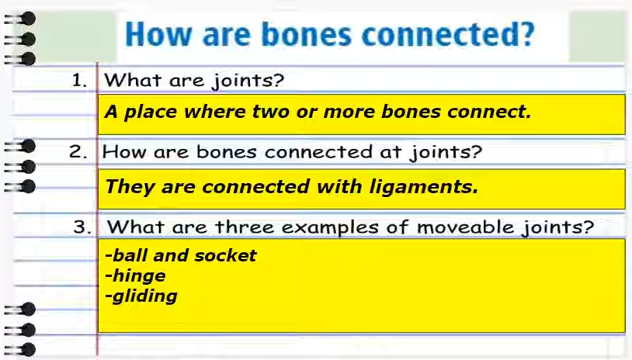 How are bones connected?
1. What are joints?
A place where two or more bones connect.
2. How are bones connected at joints?
They are connected with ligaments.
3. What are three examples of moveable joints?
-ball and socket
-hinge
-gliding